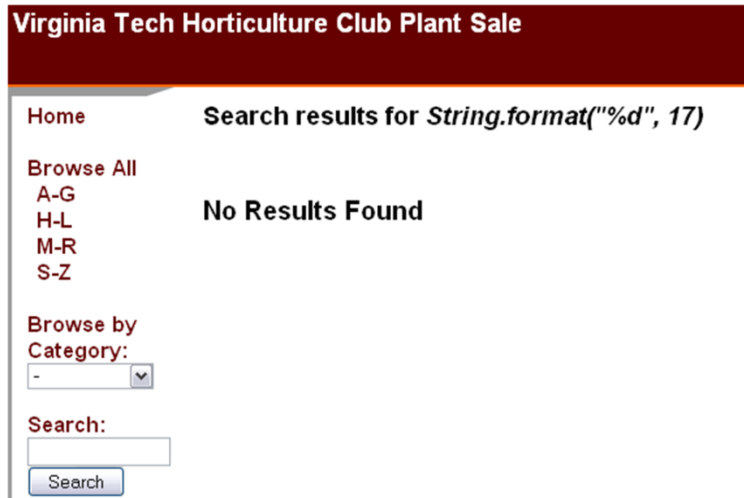 Virginia Tech Horticulture Club Plant Sale
Home
Browse All
A-G
H-L
M-R
S-Z
Browse by
Category:
-
Search:
Search
Search results for String.format("%d", 17)
No Results Found